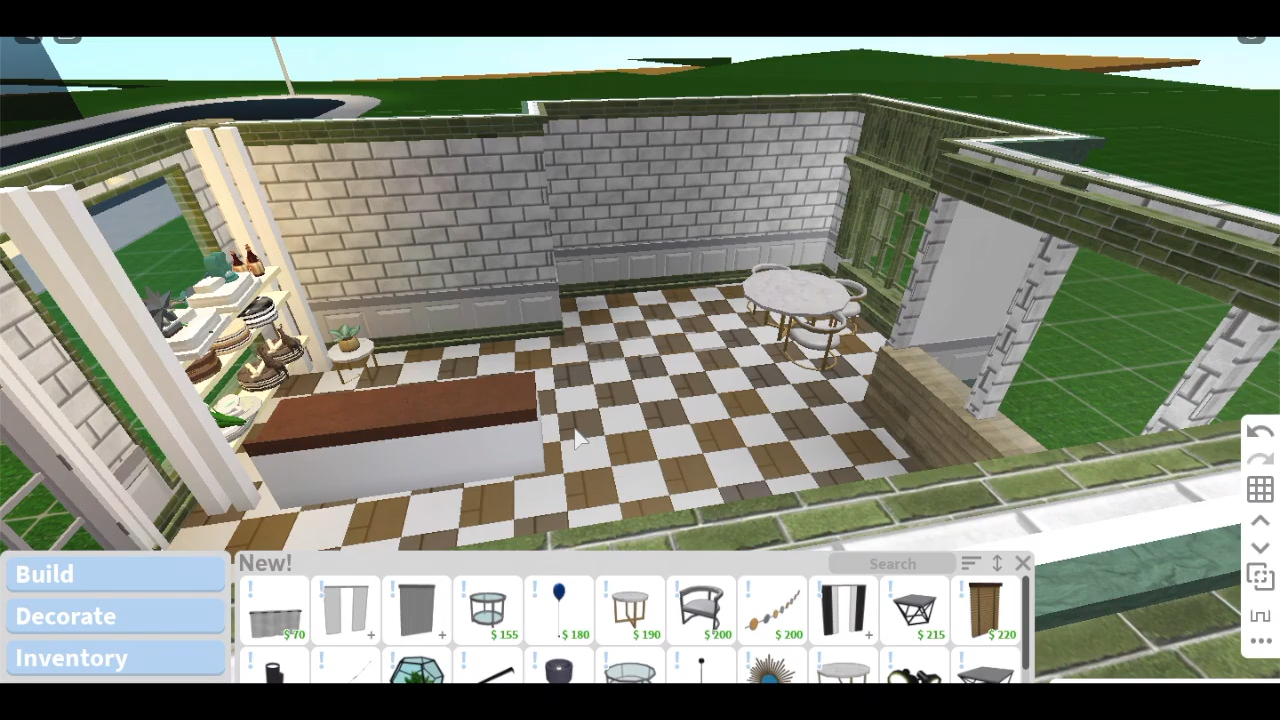 New!
Search
Build
Decorate
Inventory
$70
$155
$180
$190
$200
$200
$215
$220